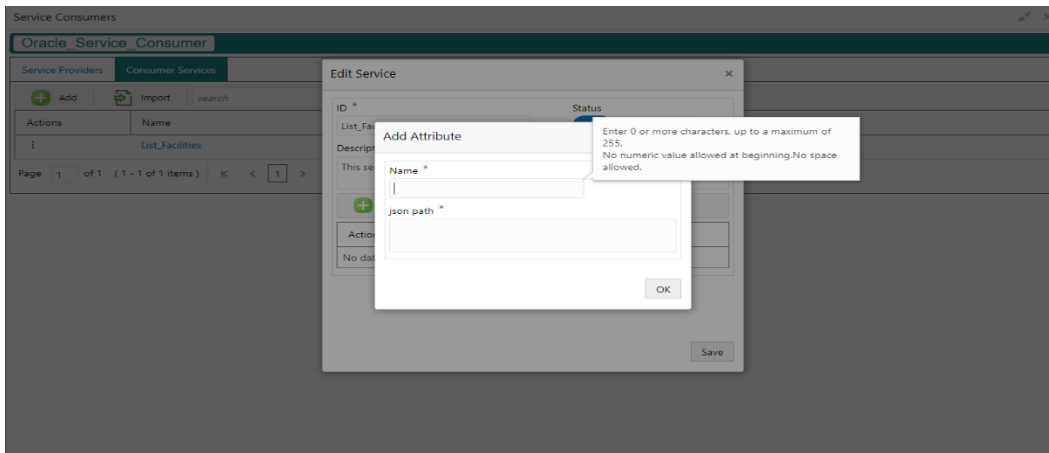 Service Consumers
Oracle_Service_Consumer
Service Providers Consumer Services
Add Import search
Actions Name
List_Facilities
Page 1 of 1 (1 - 1 of 1 items) K < 1 >
Edit Service ×
ID * Status
Descript
This se
Actio
No dat
Save
Add Attribute
Name *
json path *
OK
Enter 0 or more characters, up to a maximum of
255.
No numeric value allowed at beginning.No space
allowed.